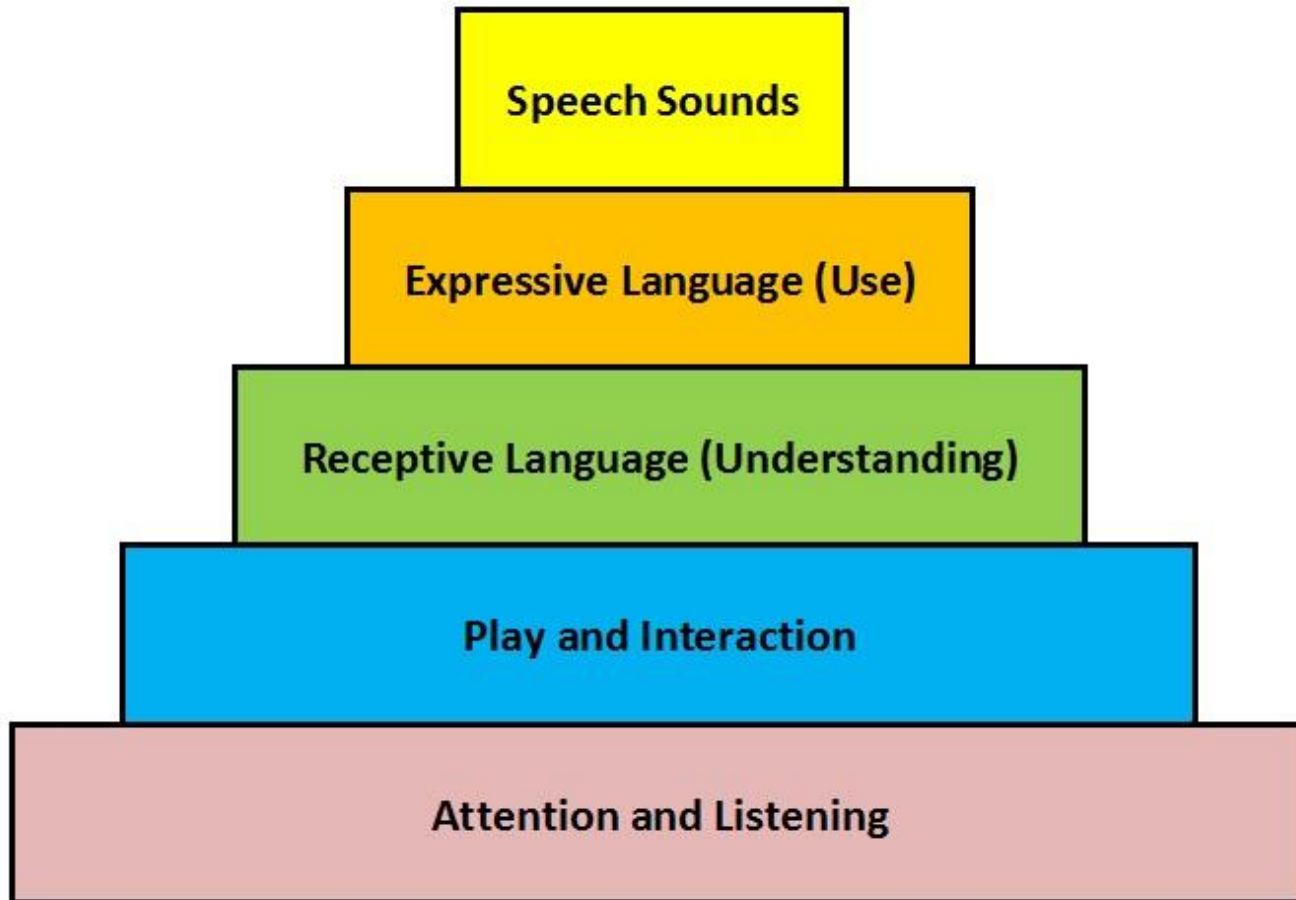 Speech Sounds
Expressive Language (Use)
Receptive Language (Understanding)
Play and Interaction
Attention and Listening